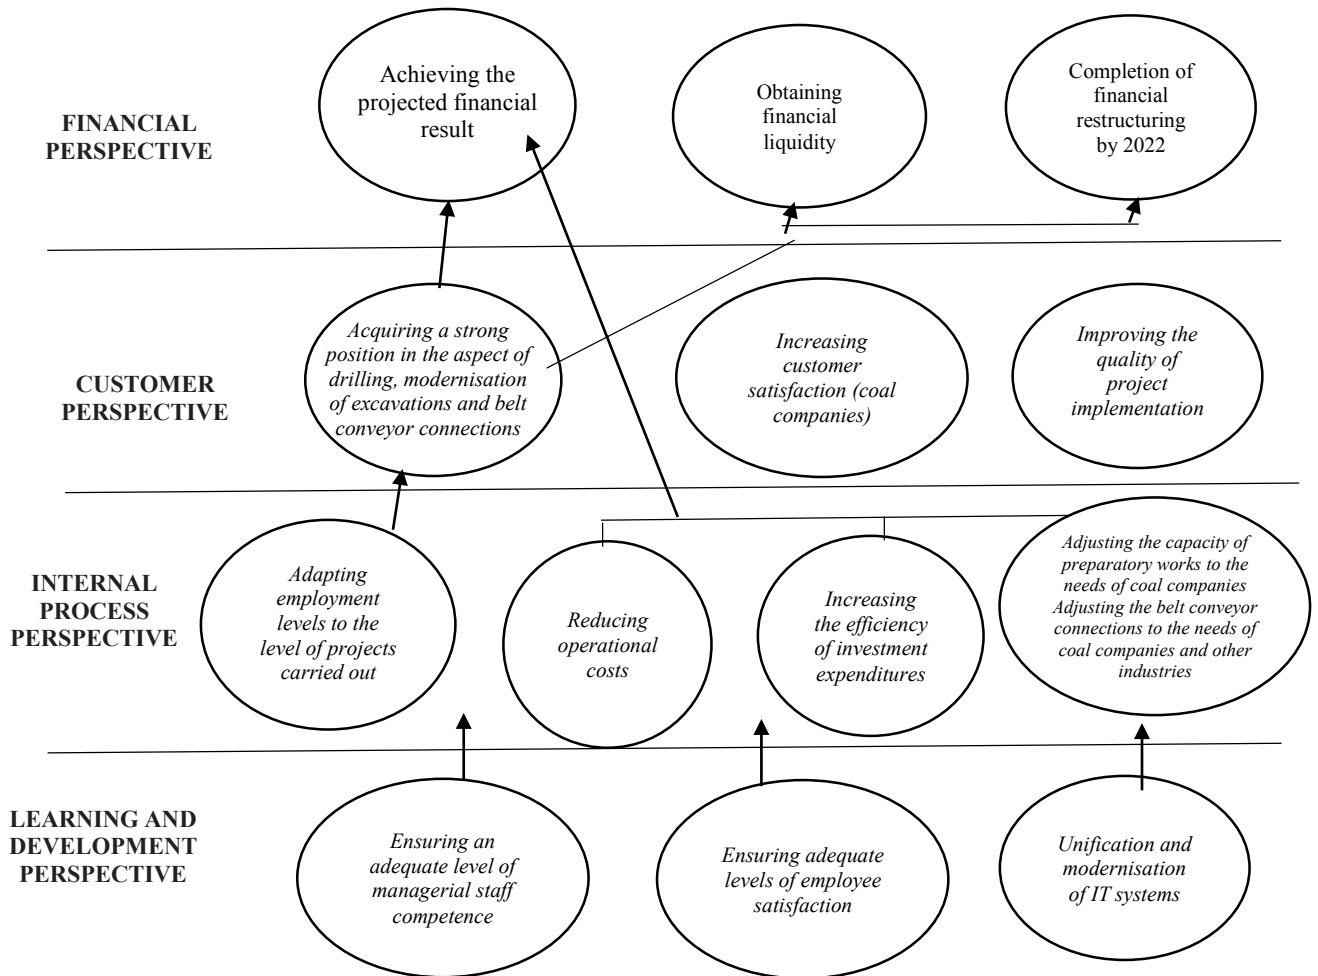 FINANCIAL
PERSPECTIVE
Achieving the
projected financial
result
Obtaining
financial
liquidity
Completion of
financial
restructuring
by 2022
CUSTOMER
PERSPECTIVE
Acquiring a strong
position in the aspect of
drilling, modernisation
of excavations and belt
conveyor connections
Increasing
customer
satisfaction (coal
companies)
Improving the
quality of
project
implementation
INTERNAL
PROCESS
PERSPECTIVE
Adapting
employment
levels to the
level of projects
carried out
Reducing
operational
costs
Increasing
the efficiency
of investment
expenditures
Adjusting the capacity of
preparatory works to the
needs of coal companies
Adjusting the belt conveyor
connections to the needs of
coal companies and other
industries
LEARNING AND
DEVELOPMENT
PERSPECTIVE
Ensuring an
adequate level of
managerial staff
competence
Ensuring adequate
levels of employee
satisfaction
Unification and
modernisation
of IT systems